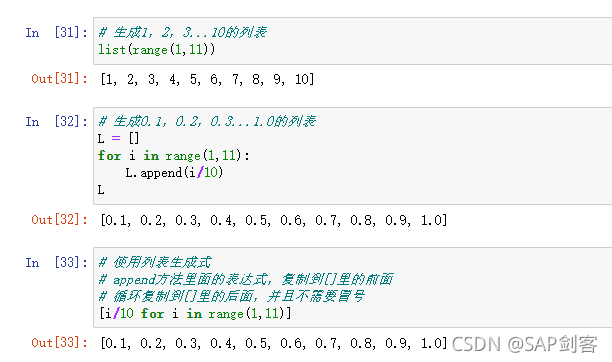 In [31]: # 生成1, 2, 3...10的列表
list(range(1,11))
Out[31]: [1, 2, 3, 4, 5, 6, 7, 8, 9, 10]
In [32]: # 生成0.1, 0.2, 0.3...1.0的列表
L = []
for i in range(1,11):
    L.append(i/10)
L
Out[32]: [0.1, 0.2, 0.3, 0.4, 0.5, 0.6, 0.7, 0.8, 0.9, 1.0]
In [33]: # 使用列表生成式
# append方法里面的表达式，复制到[]里的前面
# 循环复制到[]里的后面，并且不需要冒号
[i/10 for i in range(1,11)]
Out[33]: [0.1, 0.2, 0.3, 0.4, 0.5, 0.6, 0.7, 0.8, 0.9, 1.0]
CSDN @SAP剑客